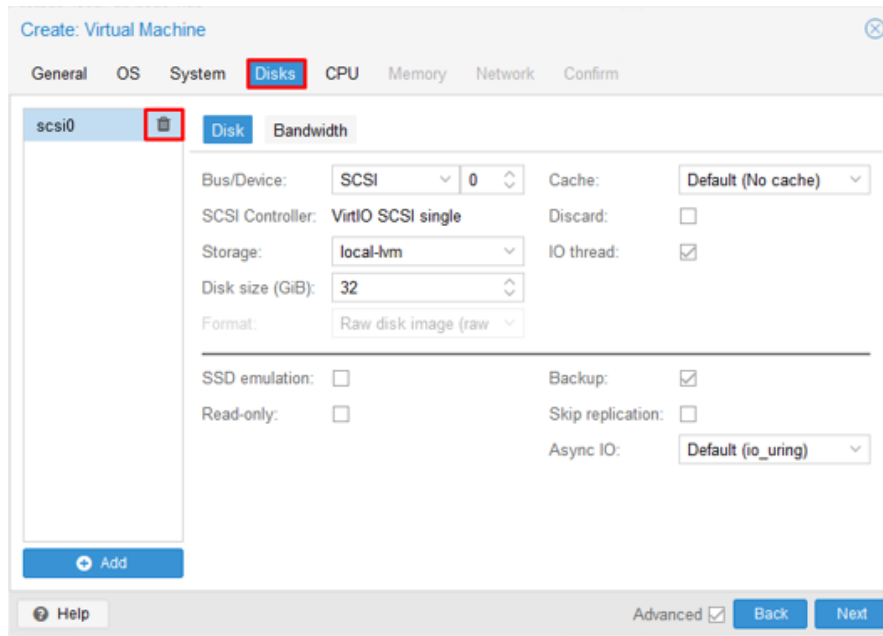 Create: Virtual Machine
General OS System Disks CPU Memory Network Confirm
scsi0
Disk Bandwidth
Bus/Device: SCSI 0 Cache: Default (No cache)
SCSI Controller: VirtIO SCSI single Discard:
Storage: local-lvm IO thread:
Disk size (GiB): 32
Format: Raw disk image (raw
SSD emulation: Backup:
Read-only: Skip replication:
Async IO: Default (io_uring)
Add
Help Advanced Back Next